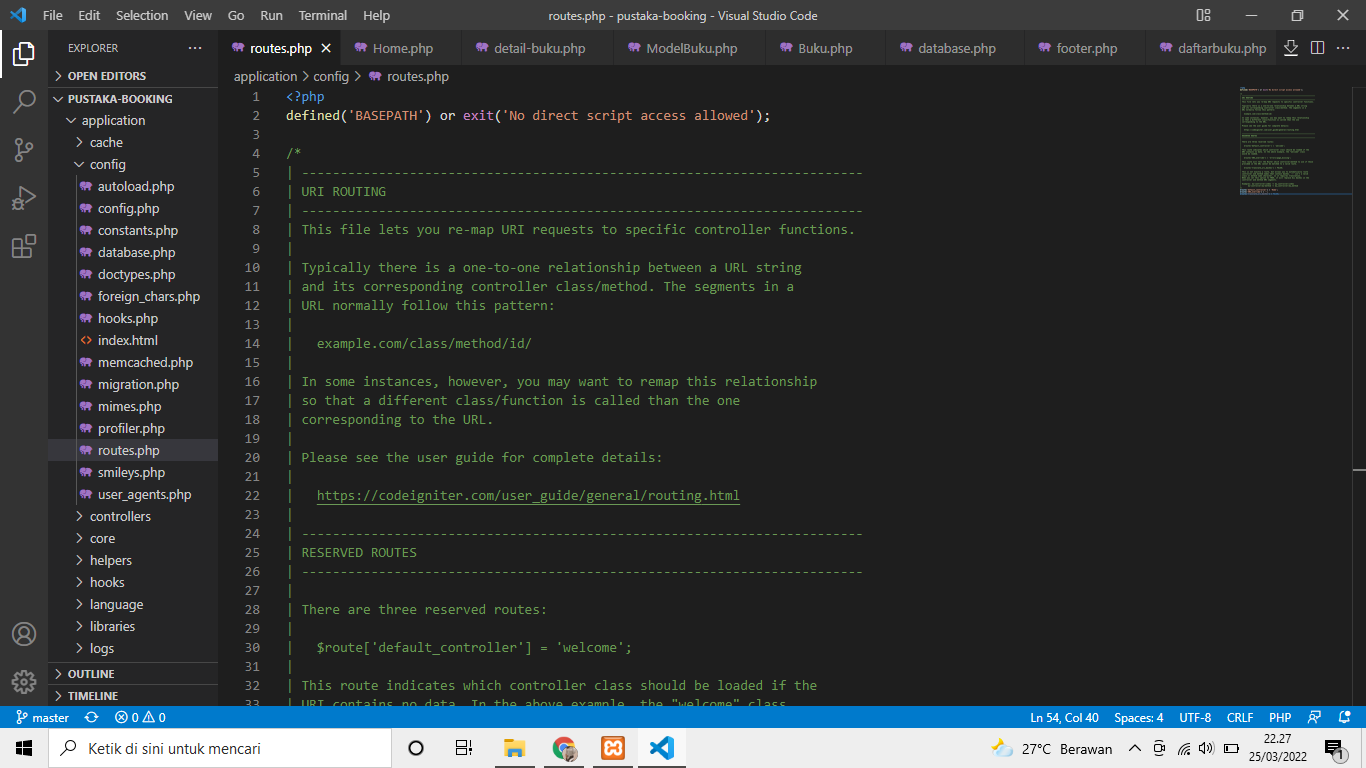 File Edit Selection View Go Run Terminal Help routes.php - pustaka-booking - Visual Studio Code
EXPLORER ...
OPEN EDITORS
PUSTAKA-BOOKING
application
cache
config
autoload.php
config.php
constants.php
database.php
doctypes.php
foreign_chars.php
hooks.php
index.html
memcached.php
migration.php
mimes.php
profiler.php
routes.php
smileys.php
user_agents.php
controllers
core
helpers
hooks
language
libraries
logs
OUTLINE
TIMELINE
routes.php Home.php detail-buku.php ModelBuku.php Buku.php database.php footer.php daftarbuku.php
application > config > routes.php
1 <?php
2 defined('BASEPATH') or exit('No direct script access allowed');
3
4 /*
5 | -------------------------------------------------------------------------
6 | URI ROUTING
7 | -------------------------------------------------------------------------
8 | This file lets you re-map URI requests to specific controller functions.
9 |
10 | Typically there is a one-to-one relationship between a URL string
11 | and its corresponding controller class/method. The segments in a
12 | URL normally follow this pattern:
13 |
14 | example.com/class/method/id/
15 |
16 | In some instances, however, you may want to remap this relationship
17 | so that a different class/function is called than the one
18 | corresponding to the URL.
19 |
20 | Please see the user guide for complete details:
21 |
22 | https://codeigniter.com/user_guide/general/routing.html
23 |
24 | -------------------------------------------------------------------------
25 | RESERVED ROUTES
26 | -------------------------------------------------------------------------
27 |
28 | There are three reserved routes:
29 |
30 | $route['default_controller'] = 'welcome';
31 |
32 | This route indicates which controller class should be loaded if the
33 | URI contains no data. In the above example, the "welcome" class
master 0 0 Ln 54, Col 40 Spaces: 4 UTF-8 CRLF PHP
Ketik di sini untuk mencari 27°C Berawan 22.27
25/03/2022 1